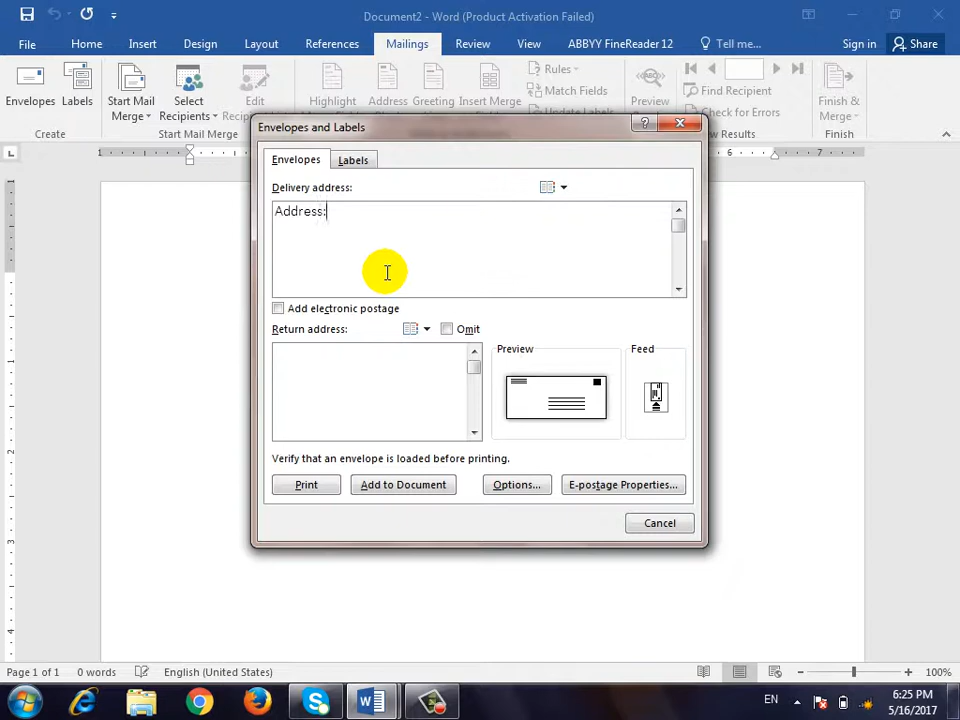 Document2 - Word (Product Activation Failed)
File Home Insert Design Layout References Mailings Review View ABBYY FineReader 12 Tell me... Sign in Share
Envelopes Labels Start Mail Merge Select Recipients Edit Highlight Address Greeting Insert Merge Rules Match Fields Update Labels Preview Find Recipient Check for Errors Finish & Merge
Create Start Mail Merge Results Finish
Envelopes and Labels
Envelopes Labels
Delivery address:
Address:
Add electronic postage
Return address: Omit
Preview Feed
Verify that an envelope is loaded before printing.
Print Add to Document Options... E-postage Properties...
Cancel
Page 1 of 1 0 words English (United States) 100%
EN 6:25 PM
5/16/2017